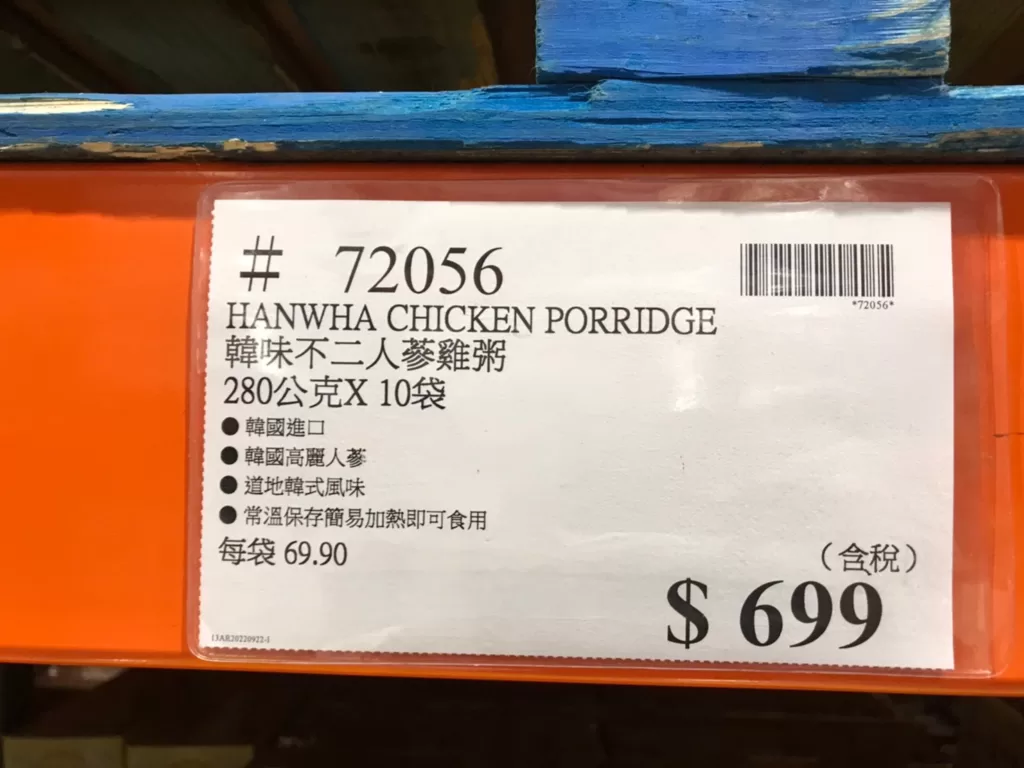 # 72056
*72056*
HANWHA CHICKEN PORRIDGE
韓味不二人蔘雞粥
280公克X 10袋
● 韓國進口
● 韓國高麗人蔘
● 道地韓式風味
● 常溫保存簡易加熱即可食用
每袋 69.90
（含稅）
$ 699
13AR20220922-1